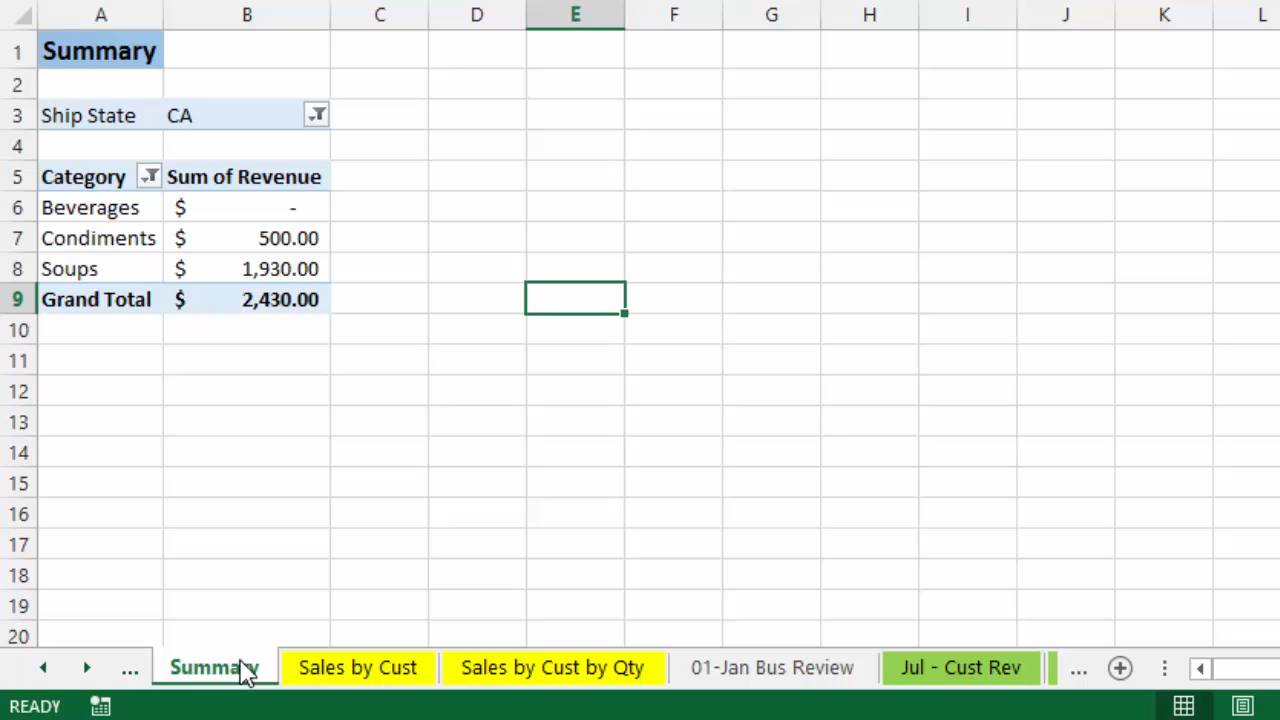 A B C D E F G H I J K L
1 Summary
2
3 Ship State CA
4
5 Category Sum of Revenue
6 Beverages $ -
7 Condiments $ 500.00
8 Soups $ 1,930.00
9 Grand Total $ 2,430.00
10
11
12
13
14
15
16
17
18
19
20
... Summary Sales by Cust Sales by Cust by Qty 01-Jan Bus Review Jul - Cust Rev ...
READY